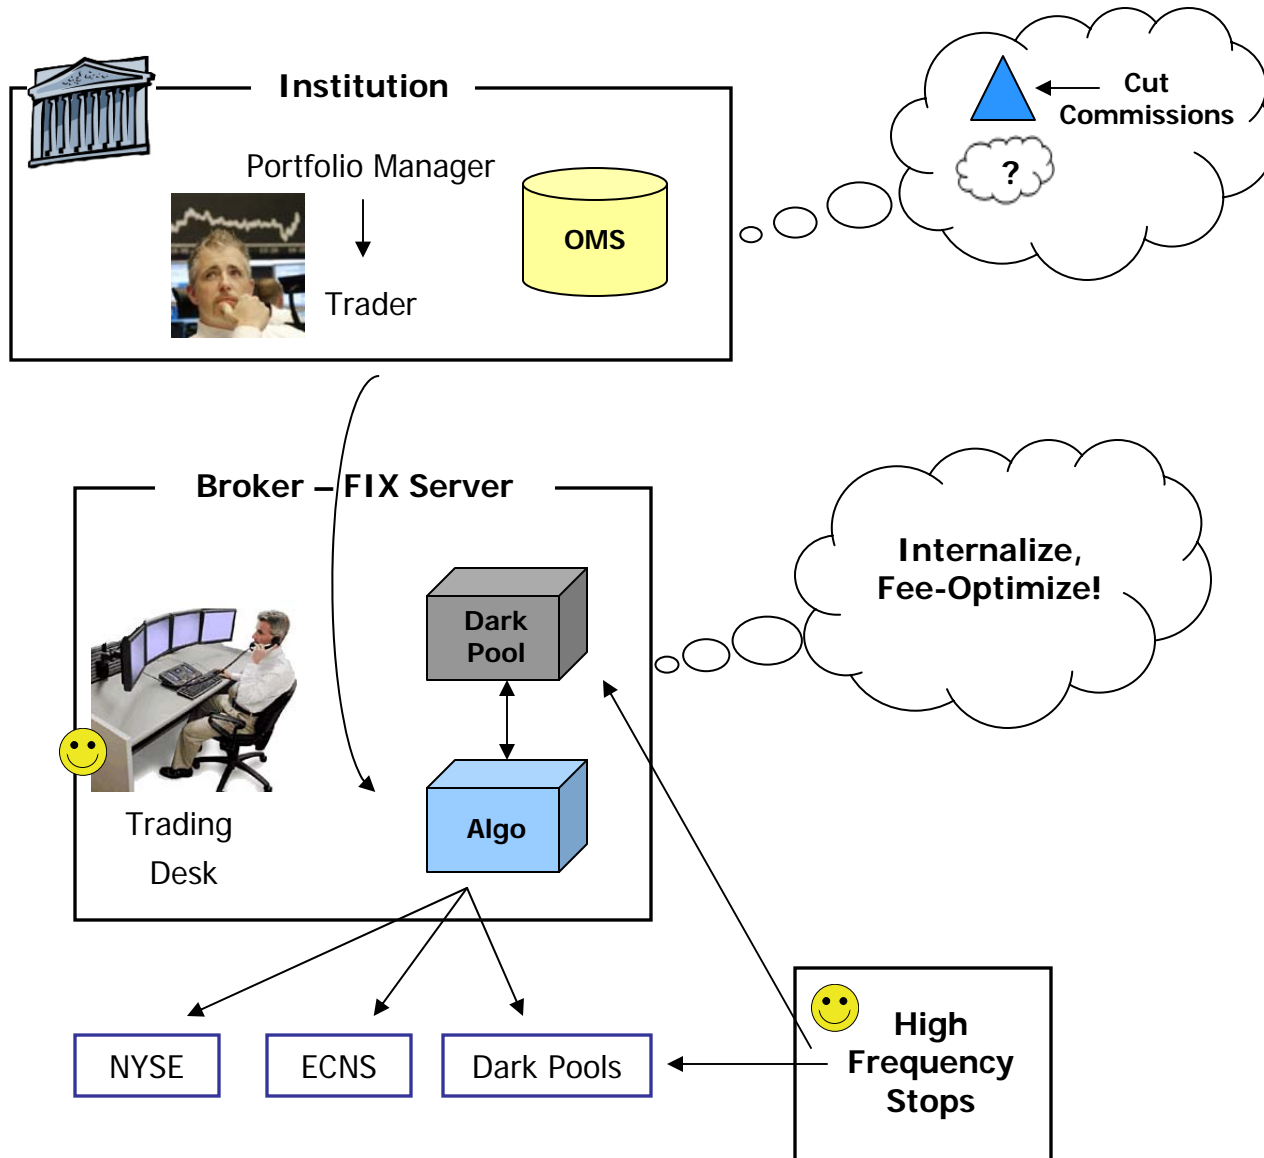 Institution
Portfolio Manager
Trader
OMS
Cut
Commissions
?
Broker – FIX Server
Internalize,
Fee-Optimize!
Dark
Pool
Algo
Trading
Desk
NYSE
ECNS
Dark Pools
High
Frequency
Stops